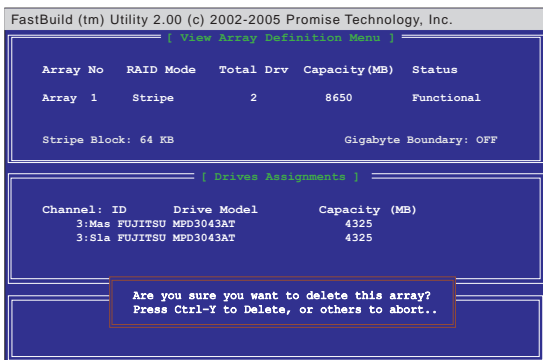 FastBuild (tm) Utility 2.00 (c) 2002-2005 Promise Technology, Inc.
[ View Array Definition Menu ]
Array No RAID Mode Total Drv Capacity(MB) Status
Array 1 Stripe 2 8650 Functional
Stripe Block: 64 KB Gigabyte Boundary: OFF
[ Drives Assignments ]
Channel: ID Drive Model Capacity (MB)
3:Mas FUJITSU MPD3043AT 4325
3:Sla FUJITSU MPD3043AT 4325
Are you sure you want to delete this array?
Press Ctrl-Y to Delete, or others to abort..